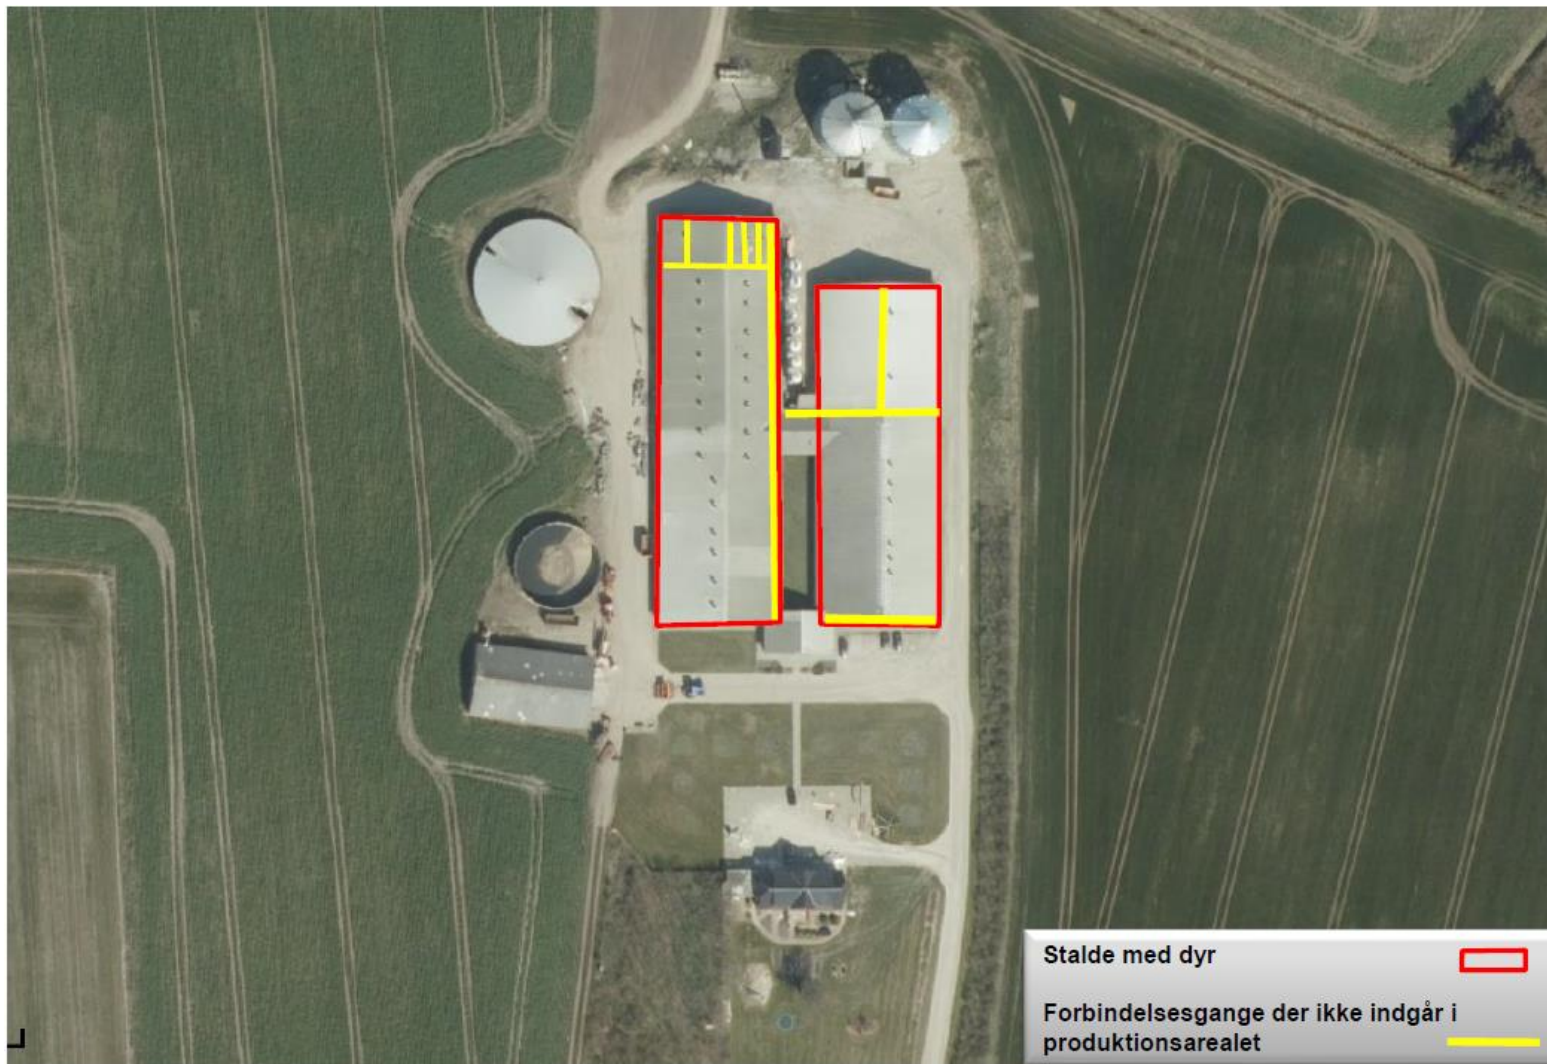 Stalde med dyr
Forbindelsesgange der ikke indgår i
produktionsarealet